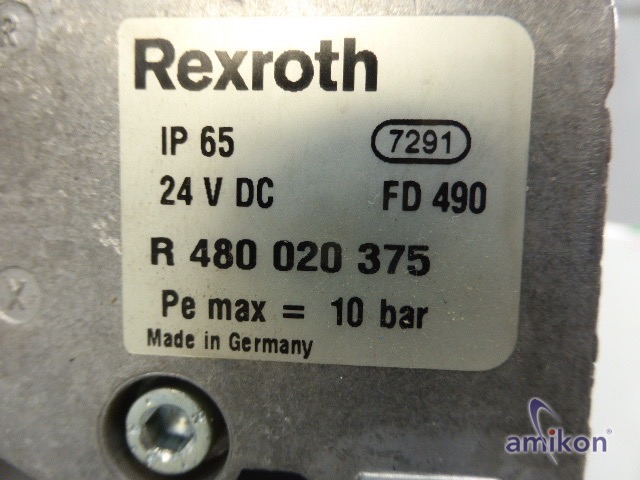 Rexroth
IP 65 7291
24 V DC FD 490
R 480 020 375
Pe max = 10 bar
Made in Germany
amikon